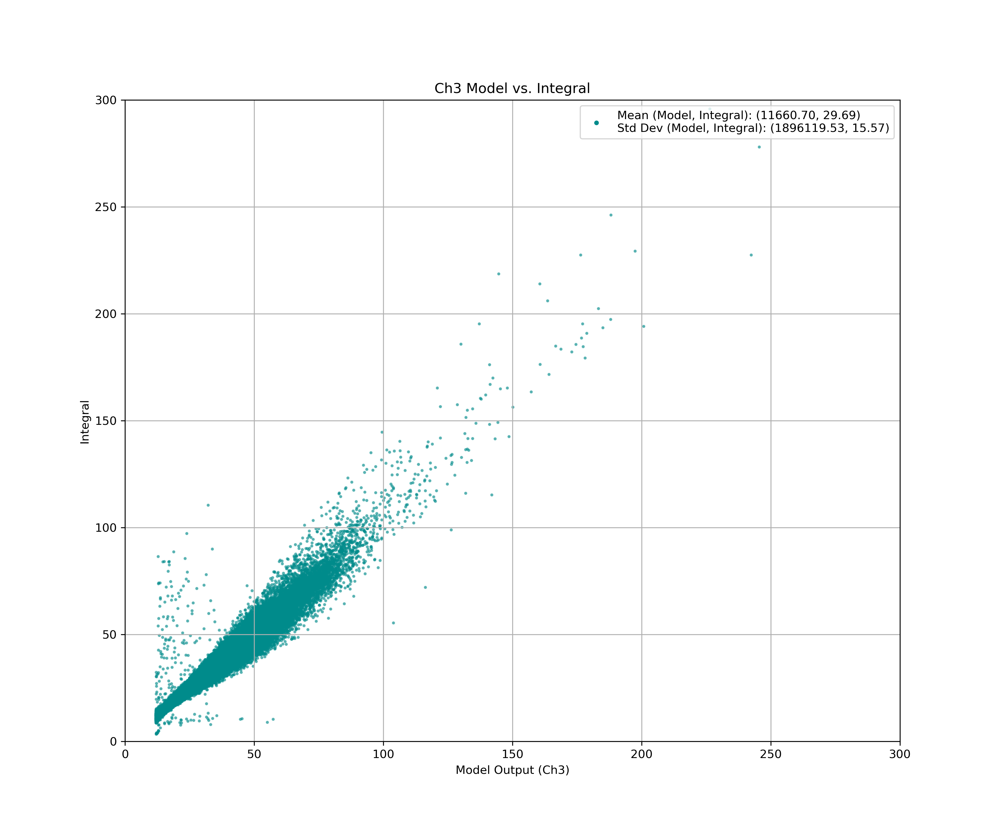 Ch3 Model vs. Integral
Mean (Model, Integral): (11660.70, 29.69)
Std Dev (Model, Integral): (1896119.53, 15.57)
300
250
200
150
100
50
0
Integral
0 50 100 150 200 250 300
Model Output (Ch3)